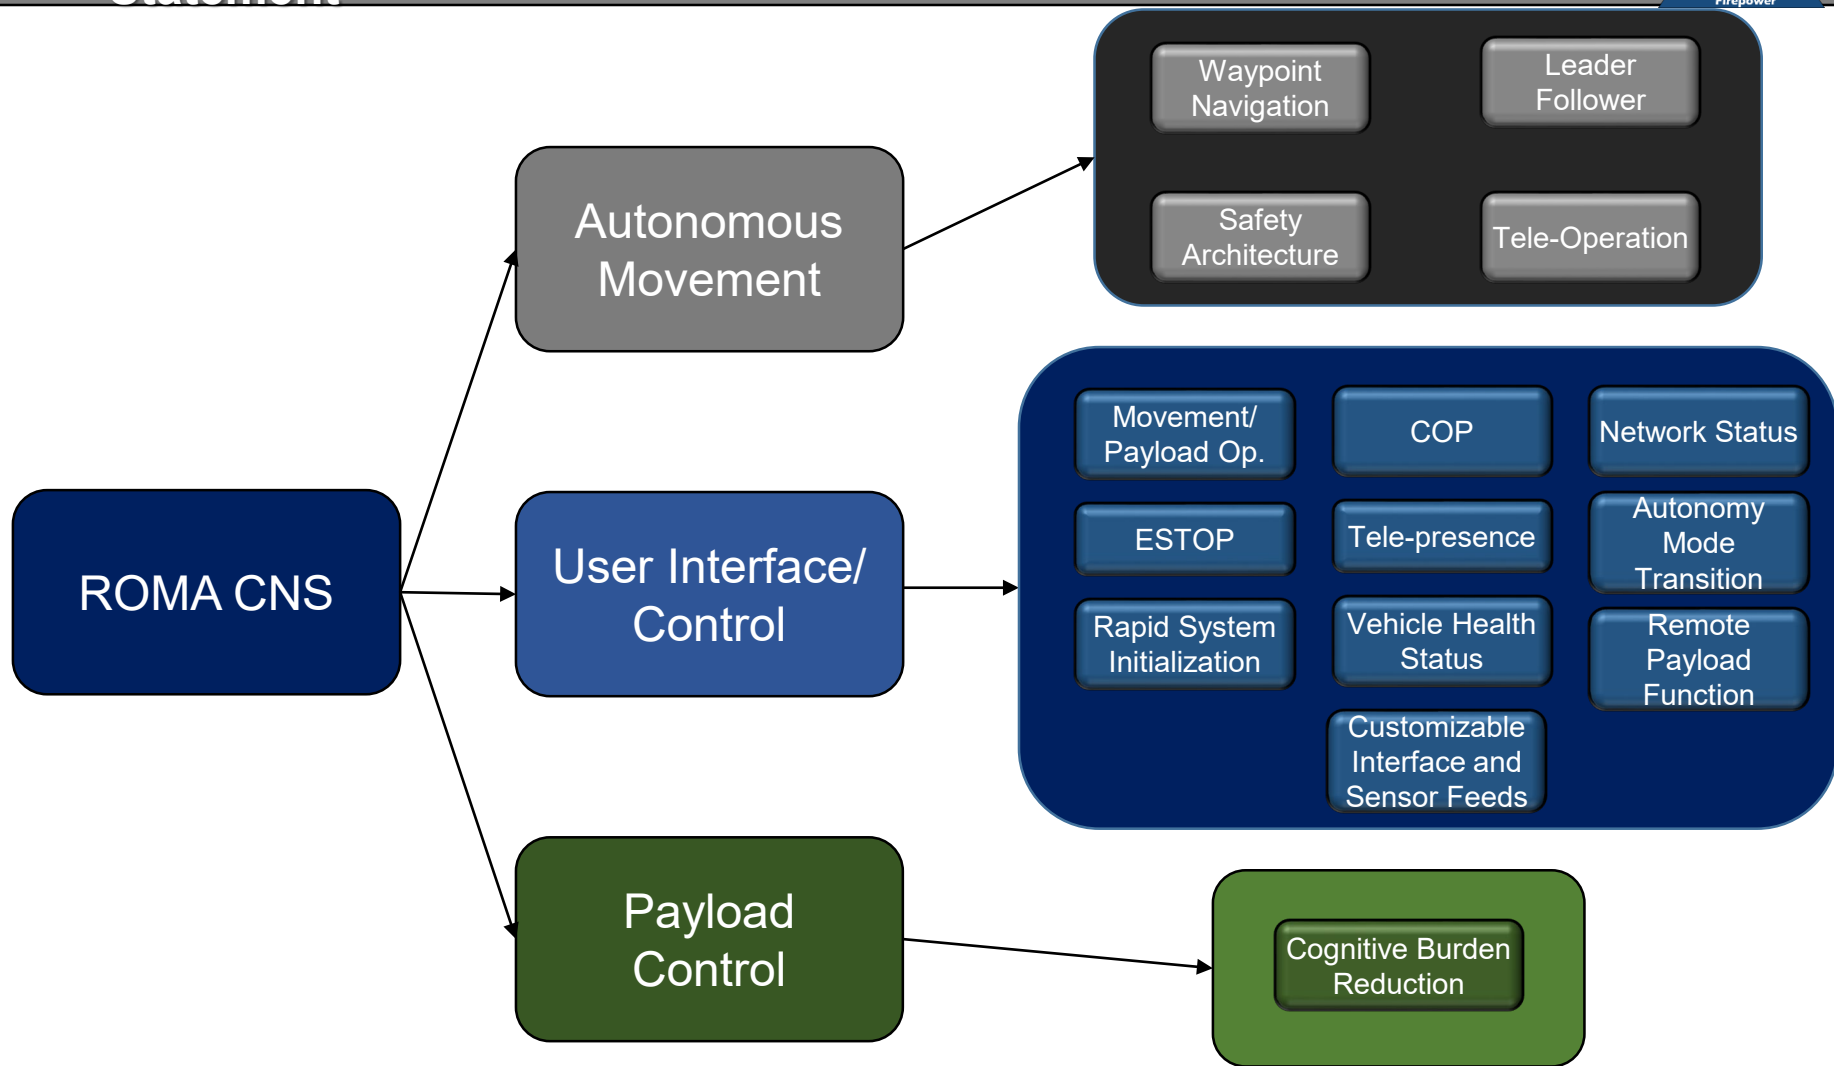 Statement
Firepower
Waypoint
Navigation
Leader
Follower
Safety
Architecture
Tele-Operation
Autonomous
Movement
Movement/
Payload Op.
COP
Network Status
ESTOP
Tele-presence
Autonomy
Mode
Transition
Rapid System
Initialization
Vehicle Health
Status
Remote
Payload
Function
Customizable
Interface and
Sensor Feeds
User Interface/
Control
ROMA CNS
Payload
Control
Cognitive Burden
Reduction